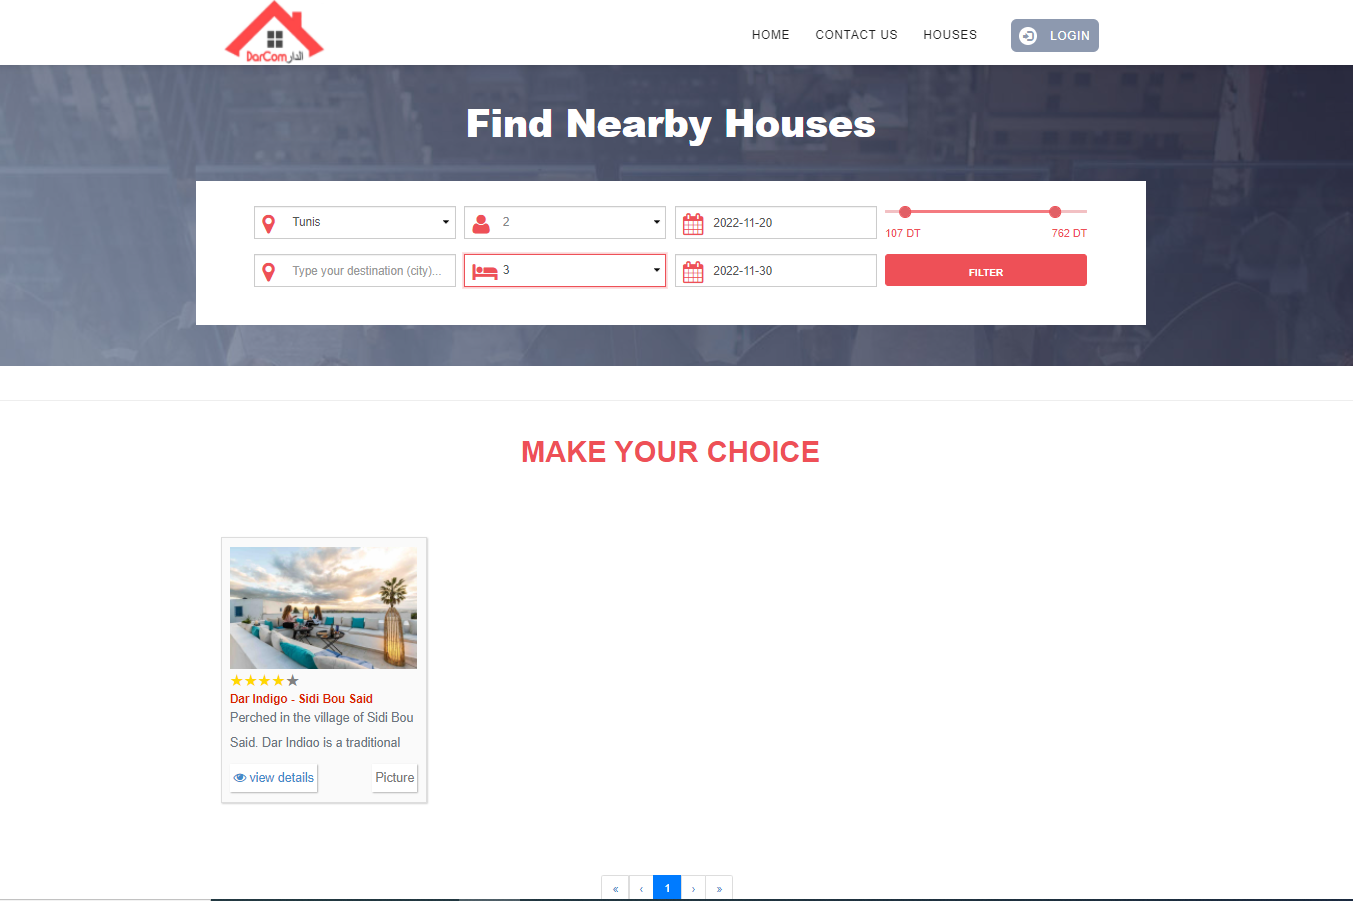 DarCom الدار
HOME CONTACT US HOUSES LOGIN
Find Nearby Houses
Tunis 2 2022-11-20 107 DT 762 DT
Type your destination (city)... 3 2022-11-30 FILTER
MAKE YOUR CHOICE
Dar Indigo - Sidi Bou Said
Perched in the village of Sidi Bou
Said, Dar Indigo is a traditional
view details Picture
« ‹ 1 › »